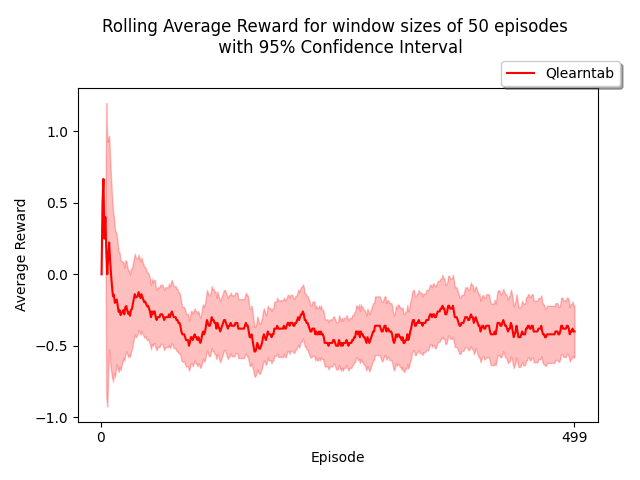 Rolling Average Reward for window sizes of 50 episodes
with 95% Confidence Interval
Qlearntab
1.0
0.5
0.0
−0.5
−1.0
Average Reward
0
499
Episode